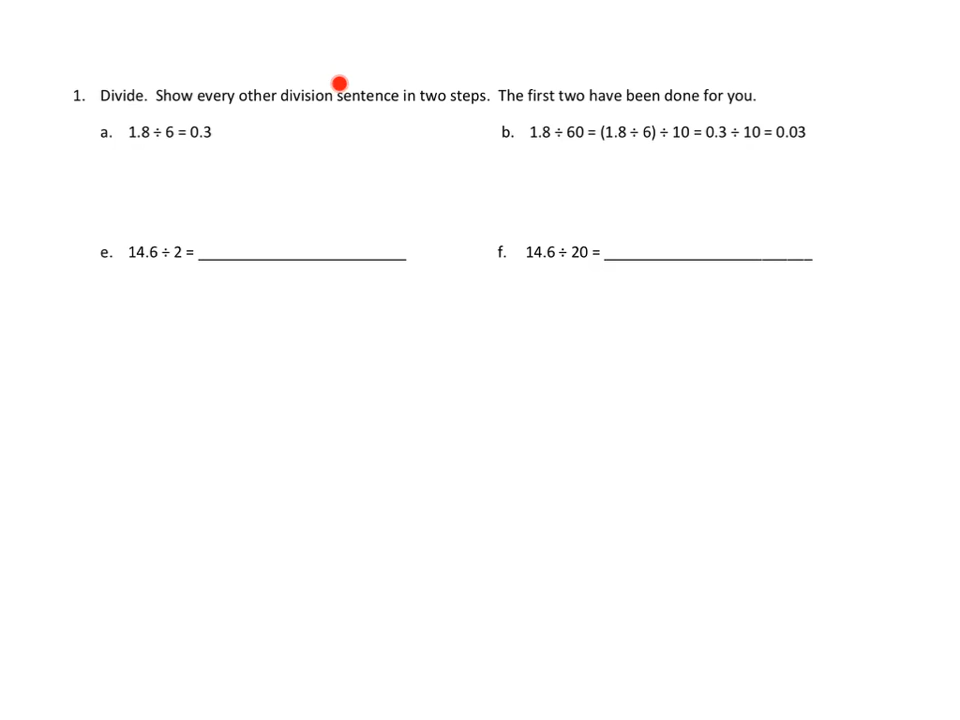 1. Divide. Show every other division sentence in two steps. The first two have been done for you.
a. 1.8 ÷ 6 = 0.3
b. 1.8 ÷ 60 = (1.8 ÷ 6) ÷ 10 = 0.3 ÷ 10 = 0.03
e. 14.6 ÷ 2 = ________________________
f. 14.6 ÷ 20 = ________________________